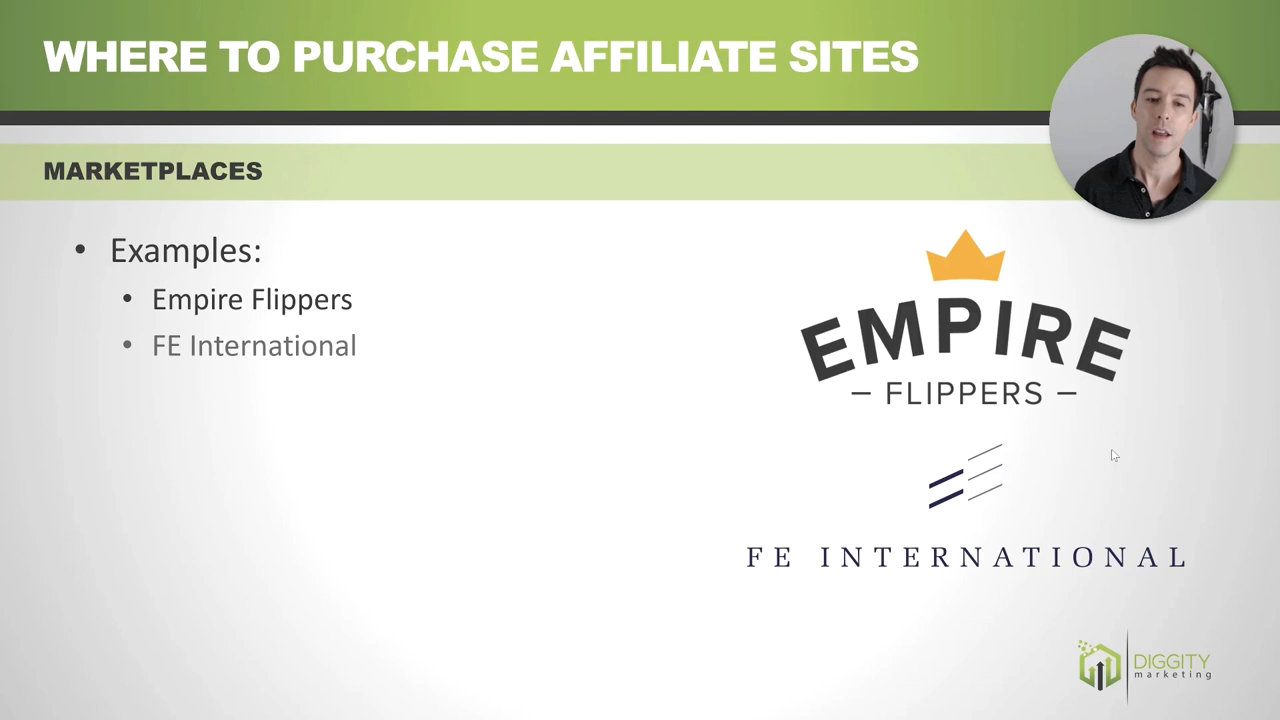 WHERE TO PURCHASE AFFILIATE SITES
MARKETPLACES
• Examples:
• Empire Flippers
• FE International
EMPIRE
– FLIPPERS –
FE INTERNATIONAL
DIGGITY
marketing